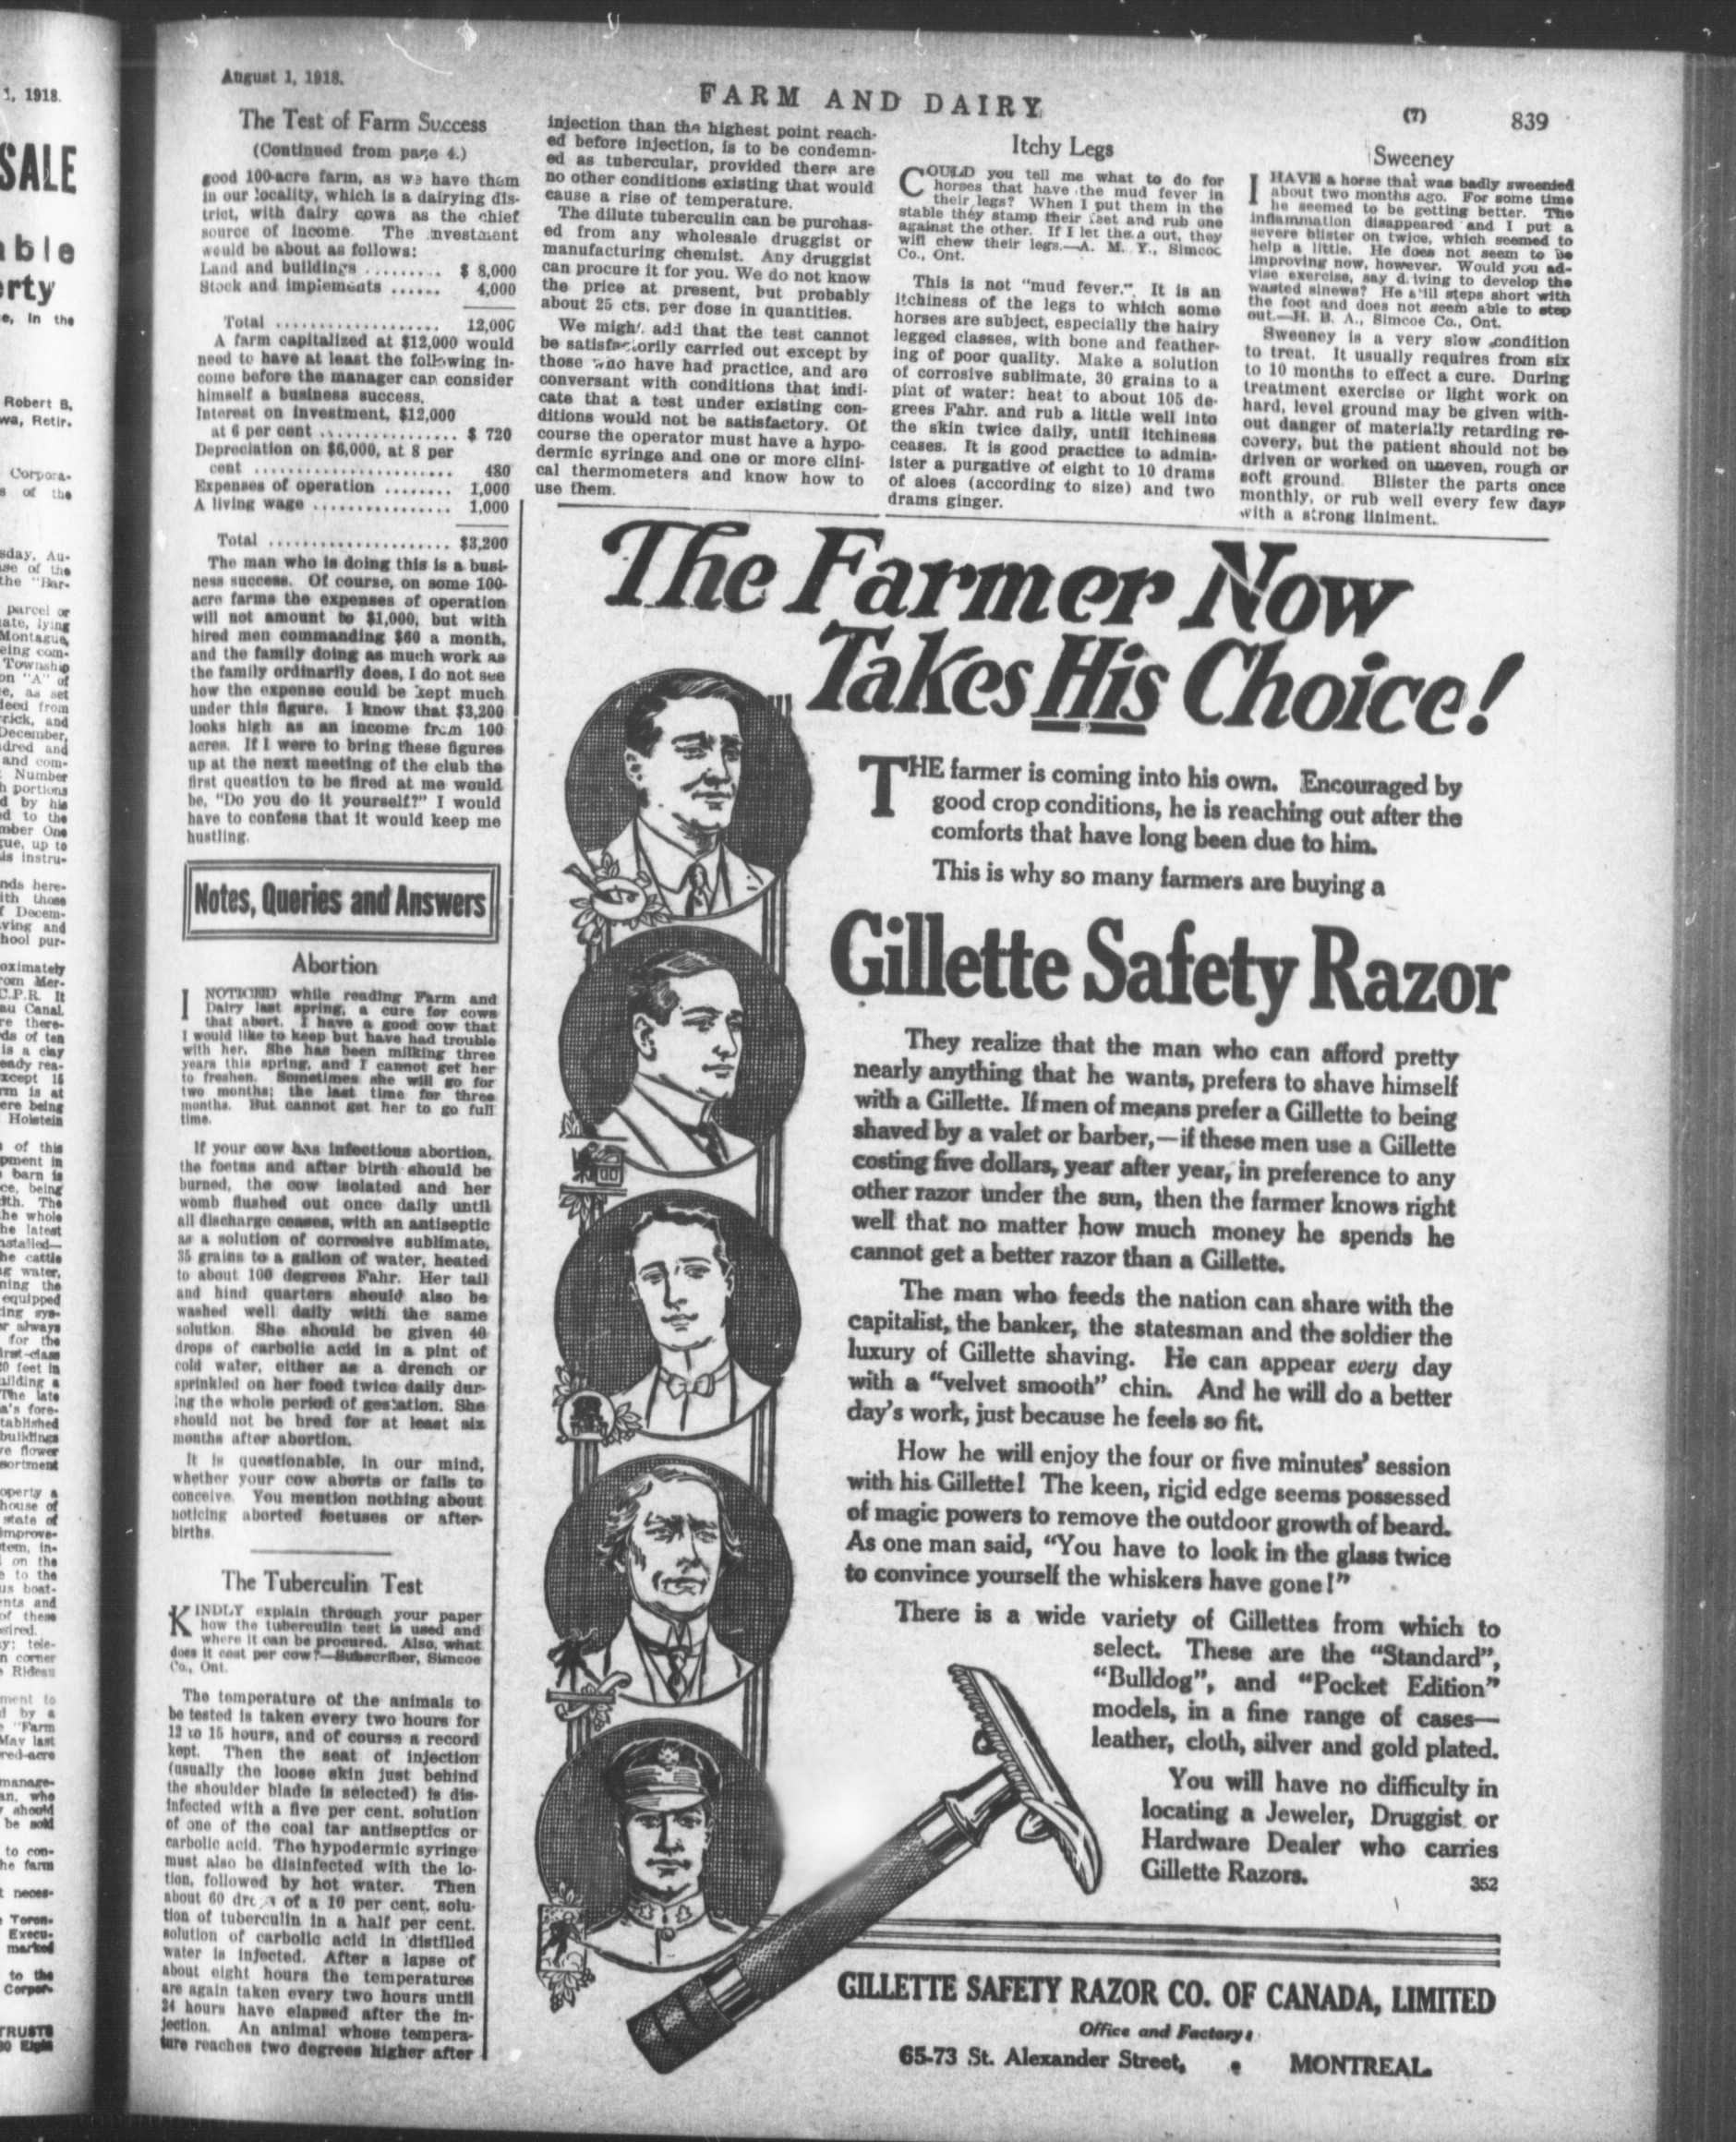 August 1, 1918.
FARM AND DAIRY
(7)
839
The Test of Farm Success
(Continued from page 4.)
good 100-acre farm, as we have them
in our locality, which is a dairying dis-
trict, with dairy cows as the chief
source of income. The investment
would be about as follows:
Land and buildings ......... $ 8,000
Stock and implements ...... 4,000
Total .................. 12,000
A farm capitalized at $12,000 would
need to have at least the following in-
come before the manager can consider
himself a business success.
Interest on investment, $12,000
at 6 per cent ............... $ 720
Depreciation on $6,000, at 8 per
cent ...................... 480
Expenses of operation ........ 1,000
A living wage ................ 1,000
Total ..................... $3,200
The man who is doing this is a busi-
ness success. Of course, on some 100-
acre farms the expenses of operation
will not amount to $1,000, but with
hired men commanding $60 a month,
and the family doing as much work as
the family ordinarily does, I do not see
how the expense could be kept much
under this figure. I know that $3,200
looks high as an income from 100
acres. If I were to bring these figures
up at the next meeting of the club the
first question to be fired at me would
be, "Do you do it yourself?" I would
have to confess that it would keep me
hustling.
Notes, Queries and Answers
Abortion
I NOTICED while reading Farm and
Dairy last spring, a cure for cows
that abort. I have a good cow that
I would like to keep but have had trouble
with her. She has been milking three
years this spring, and I cannot get her
to freshen. Sometimes she will go for
two months; the last time for three
months. But cannot get her to go full
time.
If your cow has infectious abortion,
the foetus and after birth should be
burned, the cow isolated and her
womb flushed out once daily until
all discharge ceases, with an antiseptic
as a solution of corrosive sublimate,
35 grains to a gallon of water, heated
to about 100 degrees Fahr. Her tail
and hind quarters should also be
washed well daily with the same
solution. She should be given 40
drops of carbolic acid in a pint of
cold water, either as a drench or
sprinkled on her food twice daily dur-
ing the whole period of gestation. She
should not be bred for at least six
months after abortion.
It is questionable, in our mind,
whether your cow aborts or fails to
conceive. You mention nothing about
noticing aborted foetuses or after-
births.
The Tuberculin Test
KINDLY explain through your paper
how the tuberculin test is used and
where it can be procured. Also, what
does it cost per cow?—Subscriber, Simcoe
Co., Ont.
The temperature of the animals to
be tested is taken every two hours for
12 to 15 hours, and of course a record
kept. Then the seat of injection
(usually the loose skin just behind
the shoulder blade is selected) is dis-
infected with a five per cent. solution
of one of the coal tar antiseptics or
carbolic acid. The hypodermic syringe
must also be disinfected with the lo-
tion, followed by hot water. Then
about 60 of a 10 per cent. solu-
tion of tuberculin in a half per cent.
solution of carbolic acid in distilled
water is injected. After a lapse of
about eight hours the temperatures
are again taken every two hours until
24 hours have elapsed after the in-
jection. An animal whose tempera-
ture reaches two degrees higher after
injection than the highest point reach-
ed before injection, is to be condemn-
ed as tubercular, provided there are
no other conditions existing that would
cause a rise of temperature.
The dilute tuberculin can be purchas-
ed from any wholesale druggist or
manufacturing chemist. Any druggist
can procure it for you. We do not know
the price at present, but probably
about 25 cts. per dose in quantities.
We might add that the test cannot
be satisfactorily carried out except by
those who have had practice, and are
conversant with conditions that indi-
cate that a test under existing con-
ditions would not be satisfactory. Of
course the operator must have a hypo-
dermic syringe and one or more clini-
cal thermometers and know how to
use them.
Itchy Legs
COULD you tell me what to do for
horses that have the mud fever in
their legs? When I put them in the
stable they stamp their feet and rub one
against the other. If I let them out, they
will chew their legs.—A. M. Y., Simcoe
Co., Ont.
This is not "mud fever." It is an
itchiness of the legs to which some
horses are subject, especially the hairy
legged classes, with bone and feather-
ing of poor quality. Make a solution
of corrosive sublimate, 30 grains to a
pint of water: heat to about 105 de-
grees Fahr. and rub a little well into
the skin twice daily, until itchiness
ceases. It is good practice to admin-
ister a purgative of eight to 10 drams
of aloes (according to size) and two
drams ginger.
Sweeney
I HAVE a horse that was badly sweenied
about two months ago. For some time
he seemed to be getting better. The
inflammation disappeared and I put a
severe blister on twice, which seemed to
help a little. He does not seem to be
improving now, however. Would you ad-
vise exercise, say driving to develop the
wasted sinews? He still steps short with
the foot and does not seem able to step
out.—H. B. A., Simcoe Co., Ont.
Sweeney is a very slow condition
to treat. It usually requires from six
to 10 months to effect a cure. During
treatment exercise or light work on
hard, level ground may be given with-
out danger of materially retarding re-
covery, but the patient should not be
driven or worked on uneven, rough or
soft ground. Blister the parts once
monthly, or rub well every few days
with a strong liniment.
The Farmer Now
Takes His Choice!
THE farmer is coming into his own. Encouraged by
good crop conditions, he is reaching out after the
comforts that have long been due to him.
This is why so many farmers are buying a
Gillette Safety Razor
They realize that the man who can afford pretty
nearly anything that he wants, prefers to shave himself
with a Gillette. If men of means prefer a Gillette to being
shaved by a valet or barber,—if these men use a Gillette
costing five dollars, year after year, in preference to any
other razor under the sun, then the farmer knows right
well that no matter how much money he spends he
cannot get a better razor than a Gillette.
The man who feeds the nation can share with the
capitalist, the banker, the statesman and the soldier the
luxury of Gillette shaving. He can appear every day
with a "velvet smooth" chin. And he will do a better
day's work, just because he feels so fit.
How he will enjoy the four or five minutes' session
with his Gillette! The keen, rigid edge seems possessed
of magic powers to remove the outdoor growth of beard.
As one man said, "You have to look in the glass twice
to convince yourself the whiskers have gone!"
There is a wide variety of Gillettes from which to
select. These are the "Standard",
"Bulldog", and "Pocket Edition"
models, in a fine range of cases—
leather, cloth, silver and gold plated.
You will have no difficulty in
locating a Jeweler, Druggist or
Hardware Dealer who carries
Gillette Razors.
352
GILLETTE SAFETY RAZOR CO. OF CANADA, LIMITED
Office and Factory:
65-73 St. Alexander Street, MONTREAL.